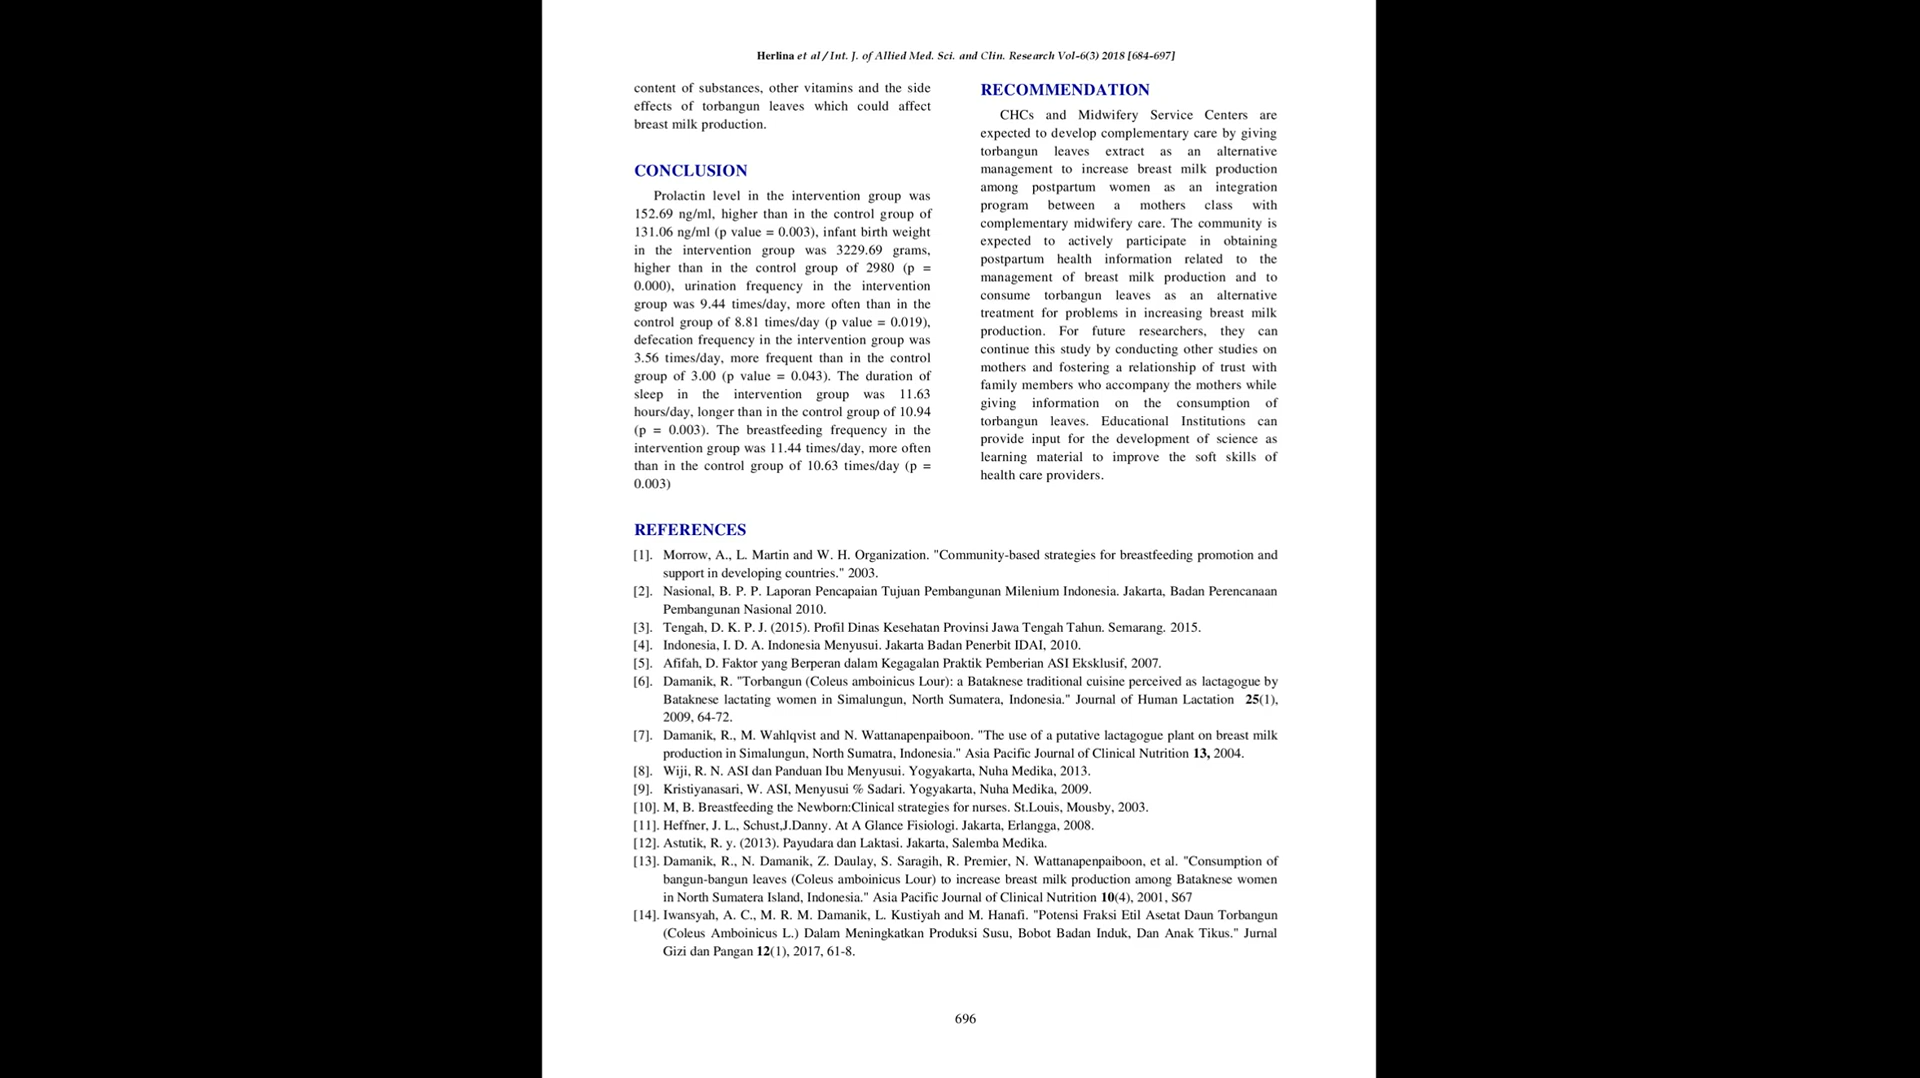 Herlina et al / Int. J. of Allied Med. Sci. and Clin. Research Vol-6(3) 2018 [684-697]
content of substances, other vitamins and the side
effects of torbangun leaves which could affect
breast milk production.
CONCLUSION
Prolactin level in the intervention group was
152.69 ng/ml, higher than in the control group of
131.06 ng/ml (p value = 0.003), infant birth weight
in the intervention group was 3229.69 grams,
higher than in the control group of 2980 (p =
0.000), urination frequency in the intervention
group was 9.44 times/day, more often than in the
control group of 8.81 times/day (p value = 0.019),
defecation frequency in the intervention group was
3.56 times/day, more frequent than in the control
group of 3.00 (p value = 0.043). The duration of
sleep in the intervention group was 11.63
hours/day, longer than in the control group of 10.94
(p = 0.003). The breastfeeding frequency in the
intervention group was 11.44 times/day, more often
than in the control group of 10.63 times/day (p =
0.003)
RECOMMENDATION
CHCs and Midwifery Service Centers are
expected to develop complementary care by giving
torbangun leaves extract as an alternative
management to increase breast milk production
among postpartum women as an integration
program between a mothers class with
complementary midwifery care. The community is
expected to actively participate in obtaining
postpartum health information related to the
management of breast milk production and to
consume torbangun leaves as an alternative
treatment for problems in increasing breast milk
production. For future researchers, they can
continue this study by conducting other studies on
mothers and fostering a relationship of trust with
family members who accompany the mothers while
giving information on the consumption of
torbangun leaves. Educational Institutions can
provide input for the development of science as
learning material to improve the soft skills of
health care providers.
REFERENCES
[1]. Morrow, A., L. Martin and W. H. Organization. "Community-based strategies for breastfeeding promotion and
support in developing countries." 2003.
[2]. Nasional, B. P. P. Laporan Pencapaian Tujuan Pembangunan Milenium Indonesia. Jakarta, Badan Perencanaan
Pembangunan Nasional 2010.
[3]. Tengah, D. K. P. J. (2015). Profil Dinas Kesehatan Provinsi Jawa Tengah Tahun. Semarang. 2015.
[4]. Indonesia, I. D. A. Indonesia Menyusui. Jakarta Badan Penerbit IDAI, 2010.
[5]. Afifah, D. Faktor yang Berperan dalam Kegagalan Praktik Pemberian ASI Eksklusif, 2007.
[6]. Damanik, R. "Torbangun (Coleus amboinicus Lour): a Bataknese traditional cuisine perceived as lactagogue by
Bataknese lactating women in Simalungun, North Sumatera, Indonesia." Journal of Human Lactation 25(1),
2009, 64-72.
[7]. Damanik, R., M. Wahlqvist and N. Wattanapenpaiboon. "The use of a putative lactagogue plant on breast milk
production in Simalungun, North Sumatra, Indonesia." Asia Pacific Journal of Clinical Nutrition 13, 2004.
[8]. Wiji, R. N. ASI dan Panduan Ibu Menyusui. Yogyakarta, Nuha Medika, 2013.
[9]. Kristiyanasari, W. ASI, Menyusui % Sadari. Yogyakarta, Nuha Medika, 2009.
[10]. M, B. Breastfeeding the Newborn:Clinical strategies for nurses. St.Louis, Mousby, 2003.
[11]. Heffner, J. L., Schust,J.Danny. At A Glance Fisiologi. Jakarta, Erlangga, 2008.
[12]. Astutik, R. y. (2013). Payudara dan Laktasi. Jakarta, Salemba Medika.
[13]. Damanik, R., N. Damanik, Z. Daulay, S. Saragih, R. Premier, N. Wattanapenpaiboon, et al. "Consumption of
bangun-bangun leaves (Coleus amboinicus Lour) to increase breast milk production among Bataknese women
in North Sumatera Island, Indonesia." Asia Pacific Journal of Clinical Nutrition 10(4), 2001, S67
[14]. Iwansyah, A. C., M. R. M. Damanik, L. Kustiyah and M. Hanafi. "Potensi Fraksi Etil Asetat Daun Torbangun
(Coleus Amboinicus L.) Dalam Meningkatkan Produksi Susu, Bobot Badan Induk, Dan Anak Tikus." Jurnal
Gizi dan Pangan 12(1), 2017, 61-8.
696